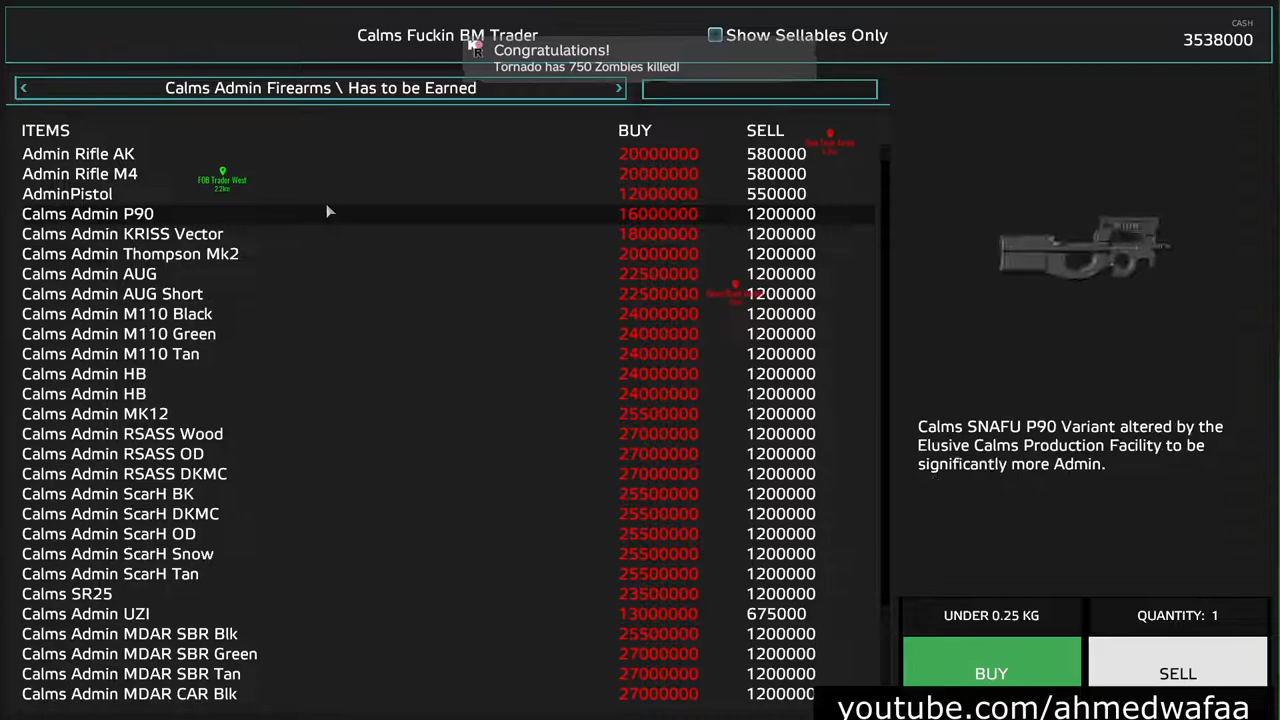 Calms Fuckin BM Trader
Show Sellables Only
CASH
3538000
Congratulations!
Tornado has 750 Zombies killed!
< Calms Admin Firearms \ Has to be Earned >
ITEMS BUY SELL
Admin Rifle AK 20000000 580000
Admin Rifle M4 20000000 580000
FOB Trader West
2.2km
AdminPistol 12000000 550000
Calms Admin P90 16000000 1200000
Calms Admin KRISS Vector 18000000 1200000
Calms Admin Thompson Mk2 20000000 1200000
Calms Admin AUG 22500000 1200000
Calms Admin AUG Short 22500000 1200000
Calms Admin M110 Black 24000000 1200000
Calms Admin M110 Green 24000000 1200000
Calms Admin M110 Tan 24000000 1200000
Calms Admin HB 24000000 1200000
Calms Admin HB 24000000 1200000
Calms Admin MK12 25500000 1200000
Calms Admin RSASS Wood 27000000 1200000
Calms Admin RSASS OD 27000000 1200000
Calms Admin RSASS DKMC 27000000 1200000
Calms Admin ScarH BK 25500000 1200000
Calms Admin ScarH DKMC 25500000 1200000
Calms Admin ScarH OD 25500000 1200000
Calms Admin ScarH Snow 25500000 1200000
Calms Admin ScarH Tan 25500000 1200000
Calms SR25 23500000 1200000
Calms Admin UZI 13000000 675000
Calms Admin MDAR SBR Blk 25500000 1200000
Calms Admin MDAR SBR Green 27000000 1200000
Calms Admin MDAR SBR Tan 27000000 1200000
Calms Admin MDAR CAR Blk 27000000 1200000
Calms SNAFU P90 Variant altered by the
Elusive Calms Production Facility to be
significantly more Admin.
UNDER 0.25 KG
QUANTITY: 1
BUY
SELL
youtube.com/ahmedwafaa